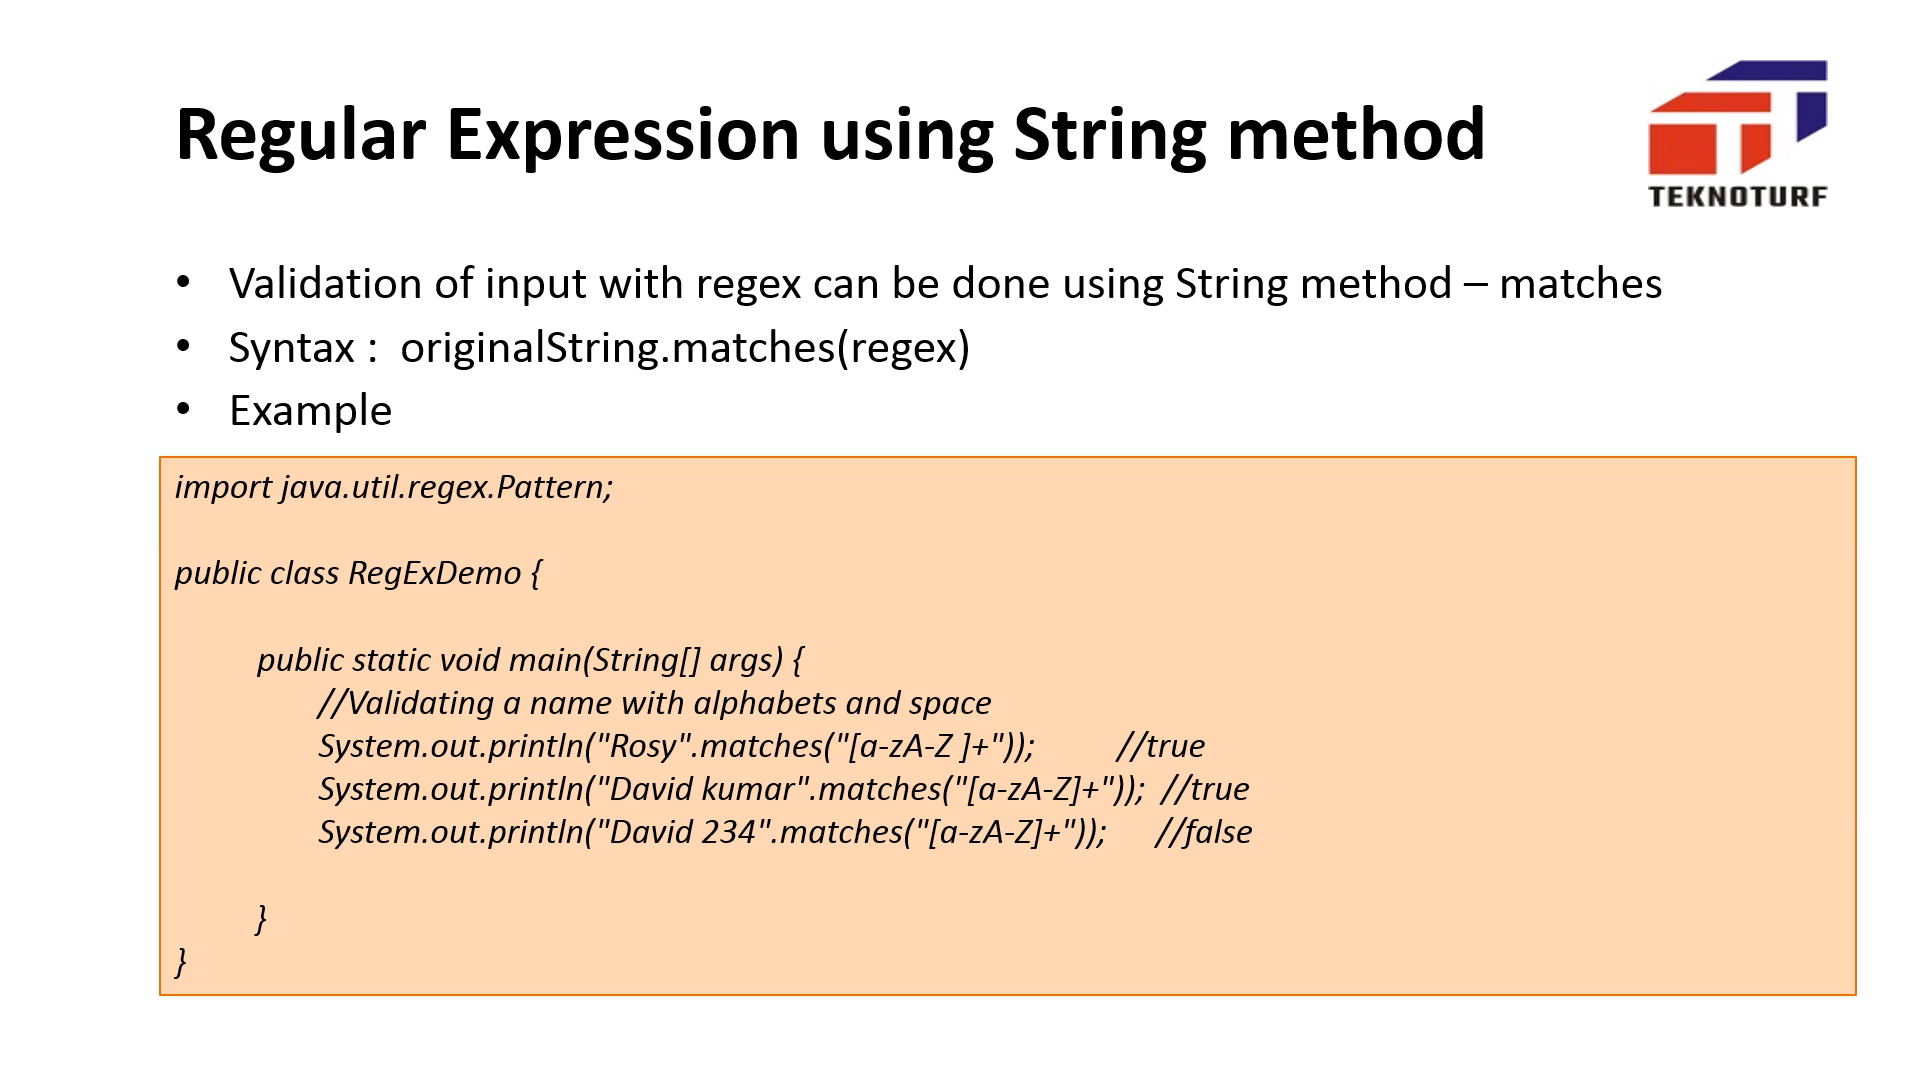 Regular Expression using String method
TEKNOTURF
• Validation of input with regex can be done using String method – matches
• Syntax : originalString.matches(regex)
• Example
import java.util.regex.Pattern;
public class RegExDemo {
public static void main(String[] args) {
//Validating a name with alphabets and space
System.out.println("Rosy".matches("[a-zA-Z ]+")); //true
System.out.println("David kumar".matches("[a-zA-Z]+")); //true
System.out.println("David 234".matches("[a-zA-Z]+")); //false
}
}